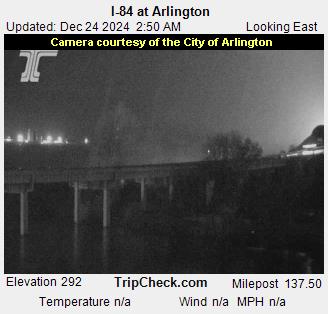 I-84 at Arlington
Updated: Dec 24 2024 2:50 AM Looking East
Camera courtesy of the City of Arlington
Elevation 292 TripCheck.com Milepost 137.50
Temperature n/a Wind n/a MPH n/a